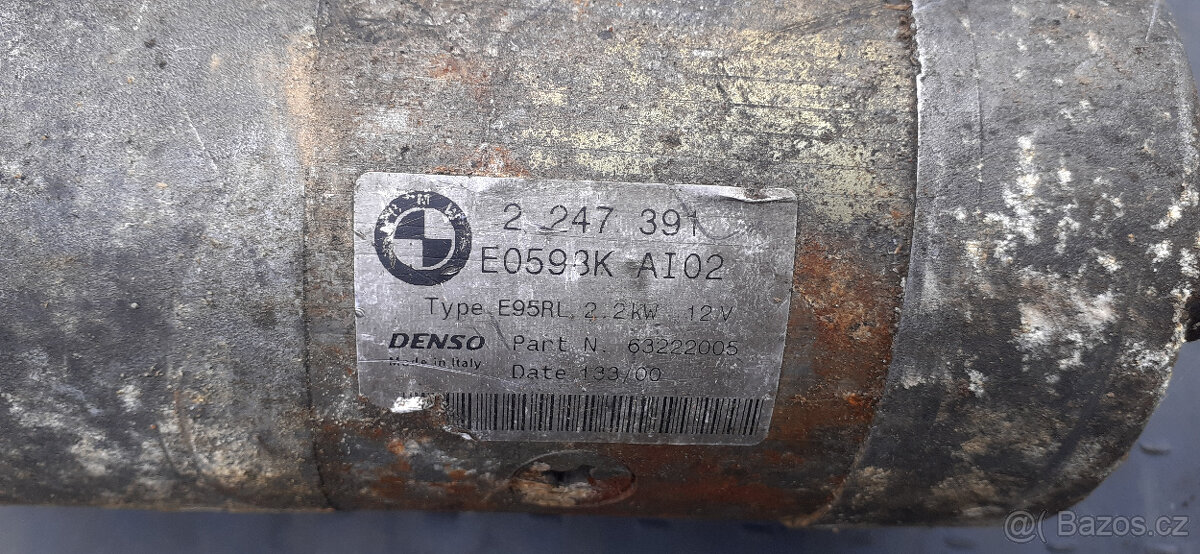 BMW
2 247 391
E0593K AI02
Type E95RL 2.2kW 12V
DENSO Part N. 63222005
Made in Italy
Date 133/00
@( Bazos.cz